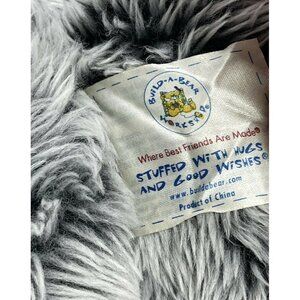 BUILD-A-BEAR
WORKSHOP®
Where Best Friends Are Made®
STUFFED WITH HUGS
AND GOOD WISHES®
www.buildabear.com
Product of China